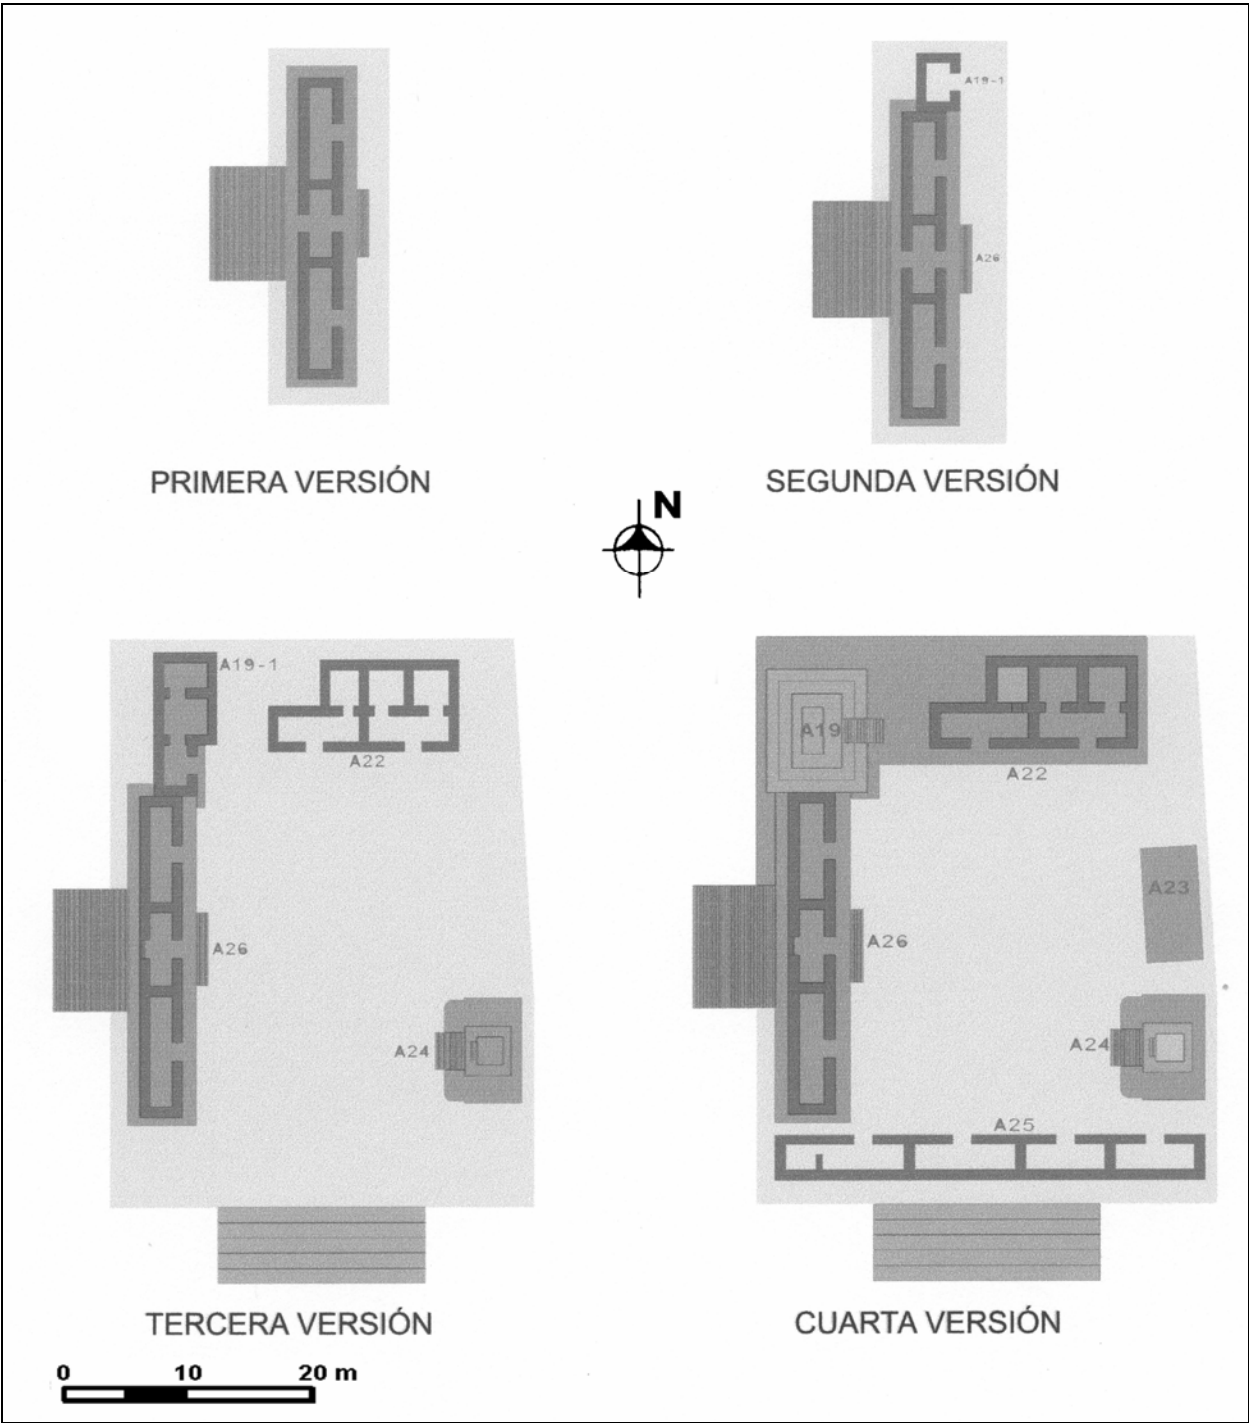 A19-1
A26
PRIMERA VERSIÓN
SEGUNDA VERSIÓN
N
A19-1
A22
A26
A24
A19
A22
A23
A26
A24
A25
TERCERA VERSIÓN
CUARTA VERSIÓN
0 10 20 m